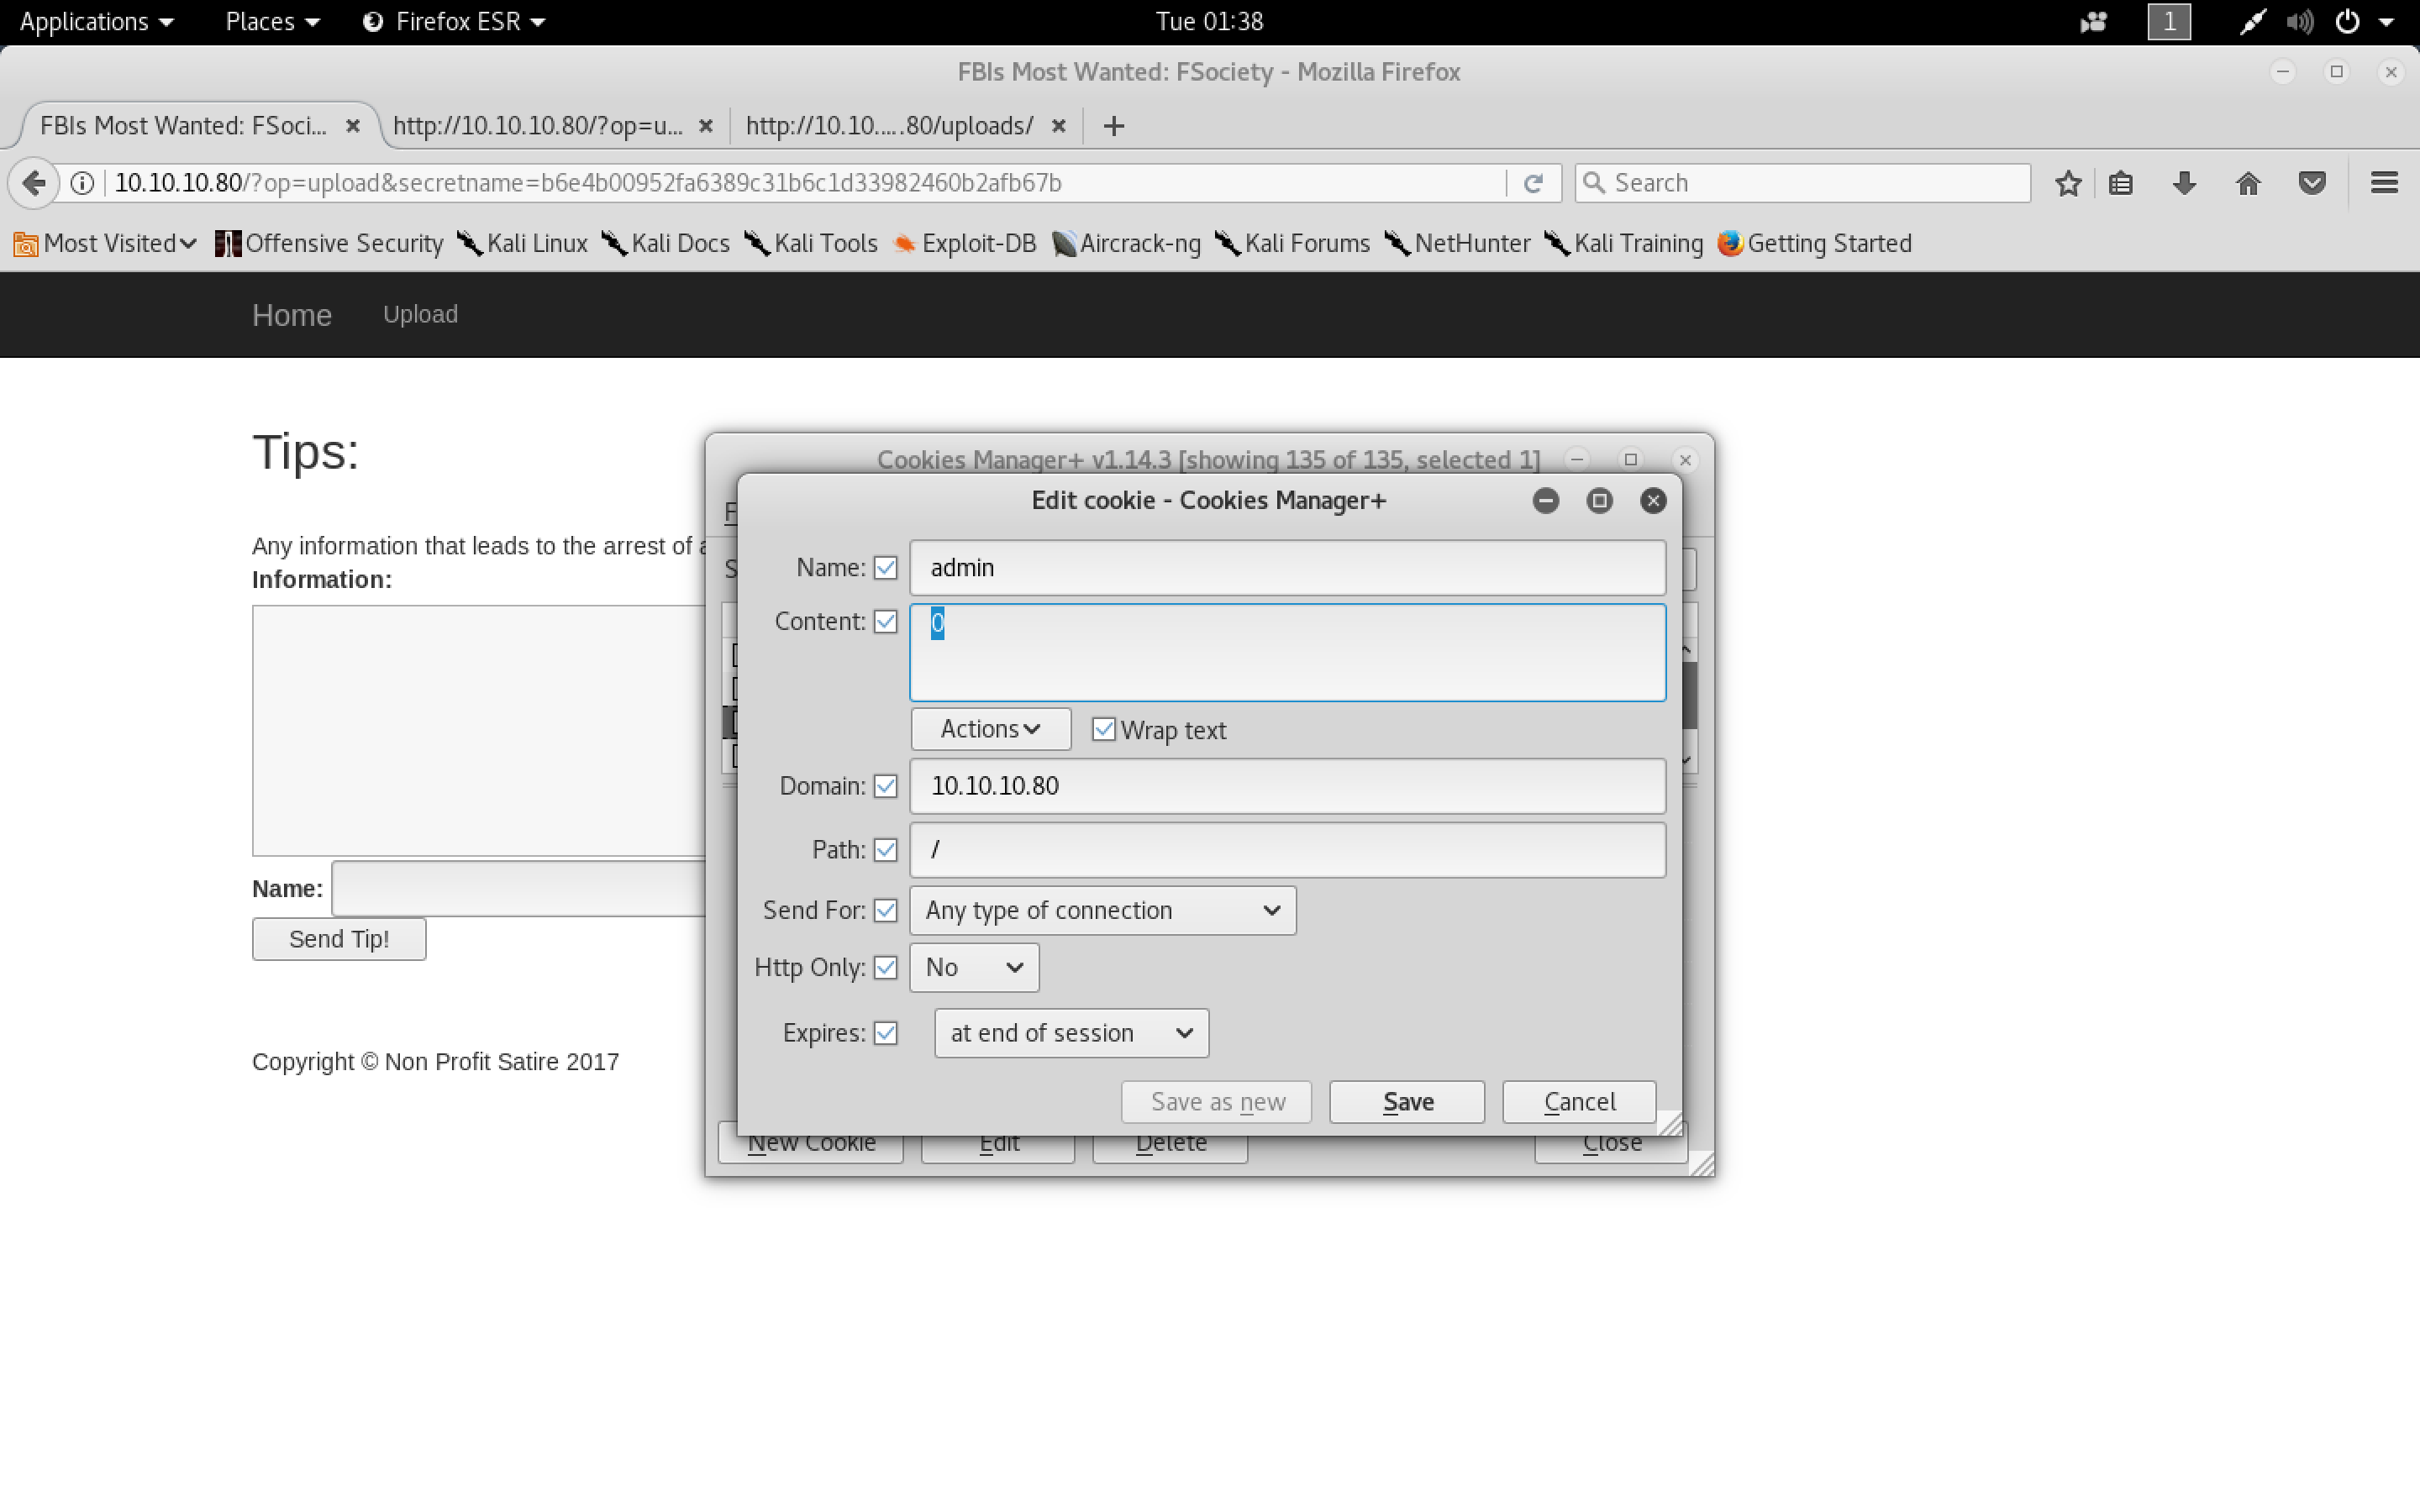 Applications Places Firefox ESR Tue 01:38 1
FBIs Most Wanted: FSociety - Mozilla Firefox
FBIs Most Wanted: FSoci... http://10.10.10.80/?op=u... http://10.10.....80/uploads/
10.10.10.80/?op=upload&secretname=b6e4b00952fa6389c31b6c1d33982460b2afb67b Search
Most Visited Offensive Security Kali Linux Kali Docs Kali Tools Exploit-DB Aircrack-ng Kali Forums NetHunter Kali Training Getting Started
Home Upload
Tips:
Cookies Manager+ v1.14.3 [showing 135 of 135, selected 1]
Edit cookie - Cookies Manager+
Any information that leads to the arrest of
Information:
Name: admin
Content: 0
Actions Wrap text
Domain: 10.10.10.80
Path: /
Name:
Send For: Any type of connection
Send Tip!
Http Only: No
Expires: at end of session
Copyright © Non Profit Satire 2017
Save as new Save Cancel
New Cookie Edit Delete Close